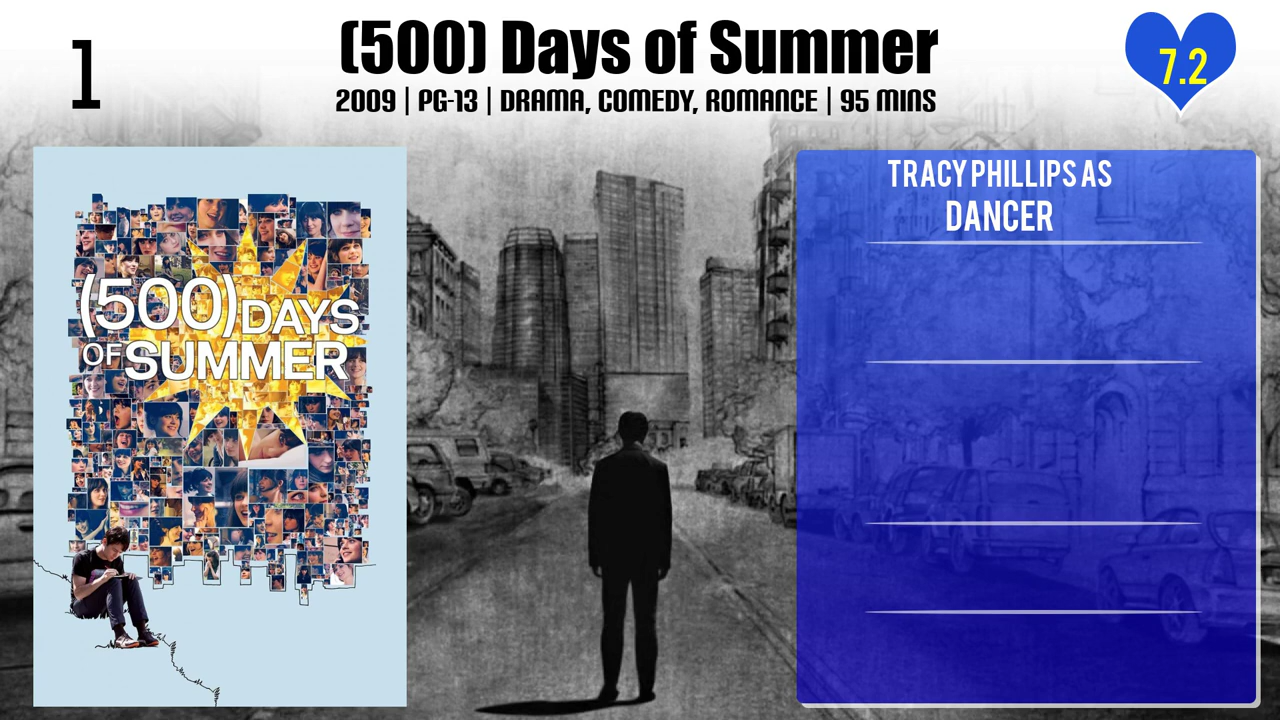 1
(500) Days of Summer
2009 | PG-13 | DRAMA, COMEDY, ROMANCE | 95 MINS
7.2
(500) DAYS
OF SUMMER
TRACY PHILLIPS AS
DANCER